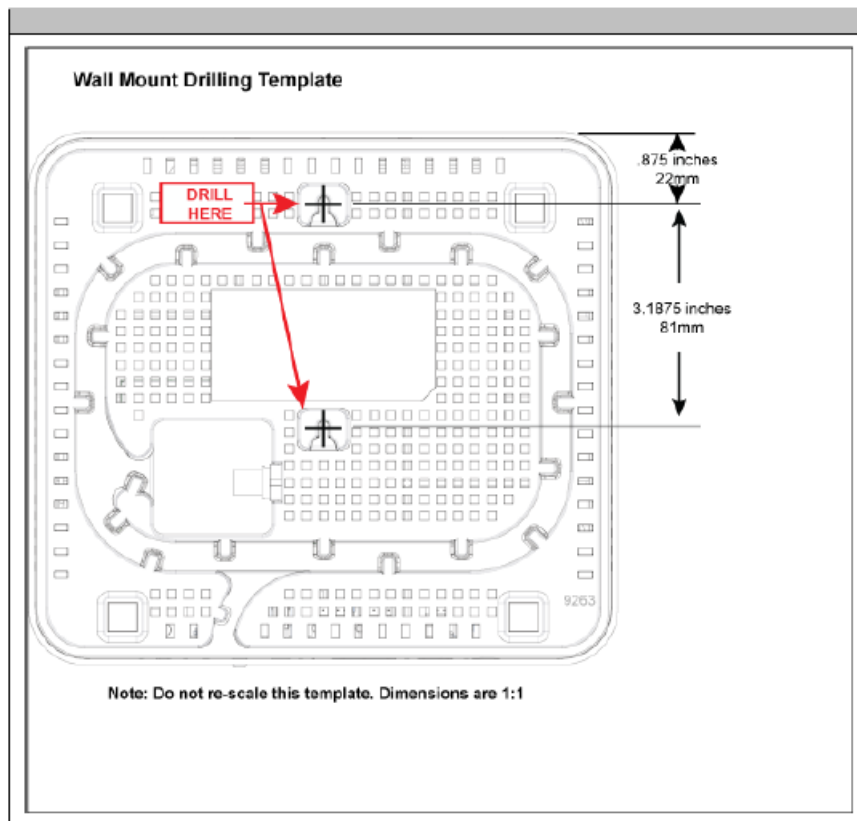 Wall Mount Drilling Template
.875 inches
22mm
DRILL
HERE
3.1875 inches
81mm
9263
Note: Do not re-scale this template. Dimensions are 1:1